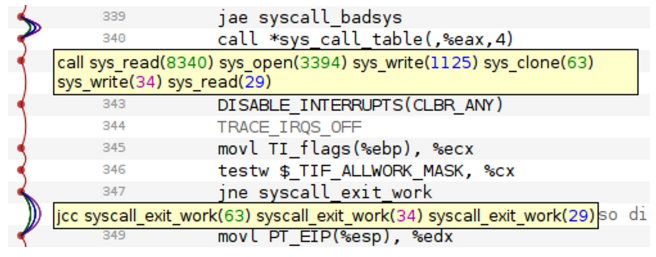 339 jae syscall_badsys
340 call *sys_call_table(,%eax,4)
call sys_read(8340) sys_open(3394) sys_write(1125) sys_clone(63)
sys_write(34) sys_read(29)
343 DISABLE_INTERRUPTS(CLBR_ANY)
344 TRACE_IRQS_OFF
345 movl TI_flags(%ebp), %ecx
346 testw $_TIF_ALLWORK_MASK, %cx
347 jne syscall_exit_work
jcc syscall_exit_work(63) syscall_exit_work(34) syscall_exit_work(29) so di
349 movl PT_EIP(%esp), %edx